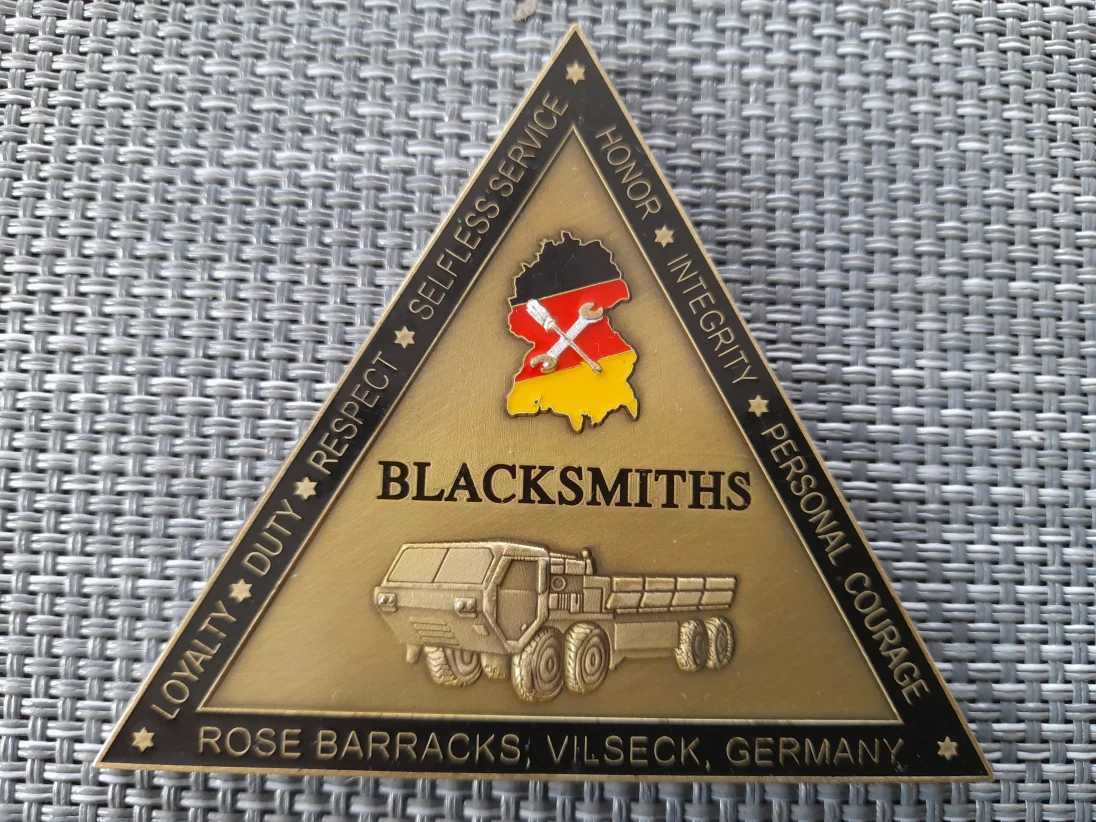 LOYALTY ★ DUTY ★ RESPECT ★ SELFLESS SERVICE
HONOR ★ INTEGRITY ★ PERSONAL COURAGE
BLACKSMITHS
ROSE BARRACKS, VILSECK, GERMANY